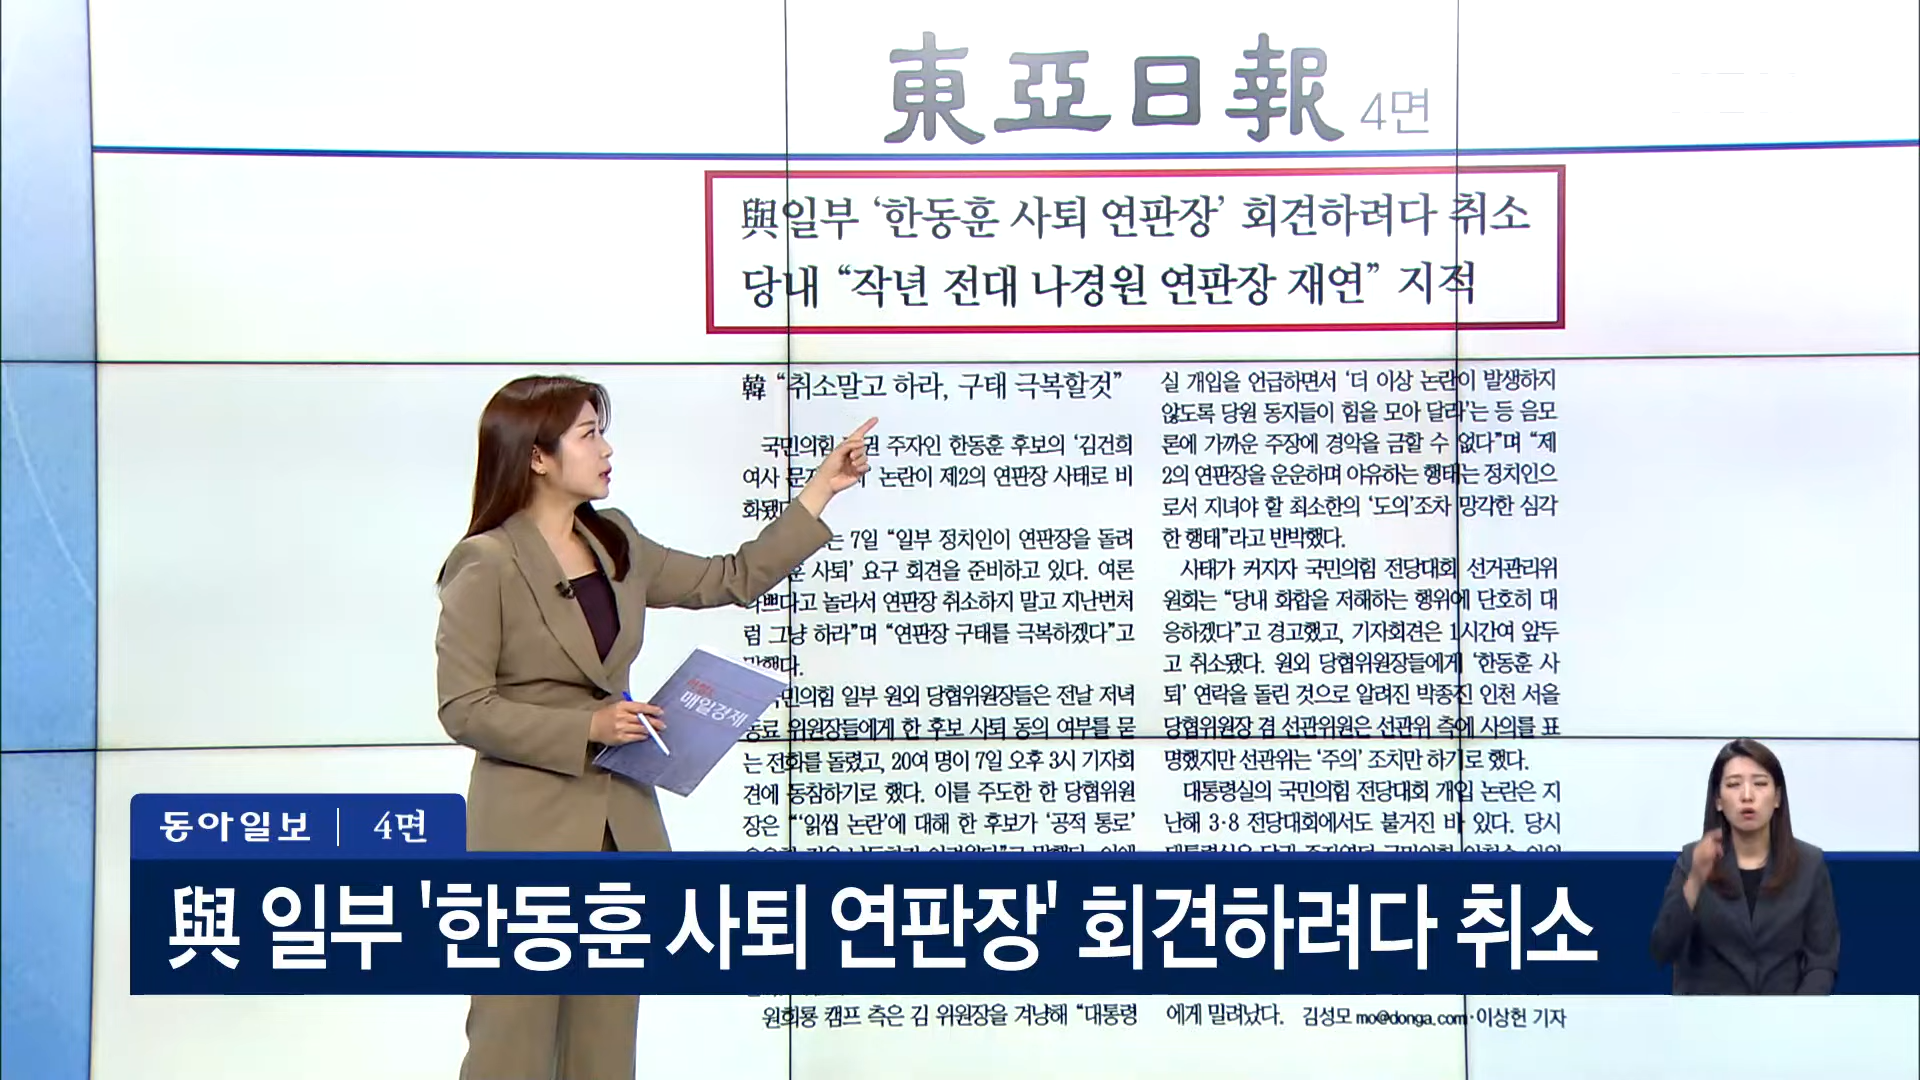 東亞日報 4면
與일부 ‘한동훈 사퇴 연판장’ 회견하려다 취소
당내 “작년 전대 나경원 연판장 재연” 지적
韓 “취소말고 하라, 구태 극복할것”
국민의힘 권 주자인 한동훈 후보의 ‘김건희
여사 문자 논란이 제2의 연판장 사태로 비
화됐다
는 7일 “일부 정치인이 연판장을 돌려
훈 사퇴’ 요구 회견을 준비하고 있다. 여론
나쁘다고 놀라서 연판장 취소하지 말고 지난번처
럼 그냥 하라”며 “연판장 구태를 극복하겠다”고
말했다.
국민의힘 일부 원외 당협위원장들은 전날 저녁
동료 위원장들에게 한 후보 사퇴 동의 여부를 묻
는 전화를 돌렸고, 20여 명이 7일 오후 3시 기자회
견에 동참하기로 했다. 이를 주도한 한 당협위원
장은 “‘읽씹 논란’에 대해 한 후보가 ‘공적 통로’
원희룡 캠프 측은 김 위원장을 겨냥해 “대통령
실 개입을 언급하면서 ‘더 이상 논란이 발생하지
않도록 당원 동지들이 힘을 모아 달라’는 등 음모
론에 가까운 주장에 경악을 금할 수 없다”며 “제
2의 연판장을 운운하며 야유하는 행태는 정치인으
로서 지녀야 할 최소한의 ‘도의’조차 망각한 심각
한 행태”라고 반박했다.
사태가 커지자 국민의힘 전당대회 선거관리위
원회는 “당내 화합을 저해하는 행위에 단호히 대
응하겠다”고 경고했고, 기자회견은 1시간여 앞두
고 취소됐다. 원외 당협위원장들에게 ‘한동훈 사
퇴’ 연락을 돌린 것으로 알려진 박종진 인천 서을
당협위원장 겸 선관위원은 선관위 측에 사의를 표
명했지만 선관위는 ‘주의’ 조치만 하기로 했다.
대통령실의 국민의힘 전당대회 개입 논란은 지
난해 3·8 전당대회에서도 불거진 바 있다. 당시
에게 밀려났다. 김성모 mo@donga.com·이상헌 기자
매일경제
동아일보 4면
與 일부 '한동훈 사퇴 연판장' 회견하려다 취소